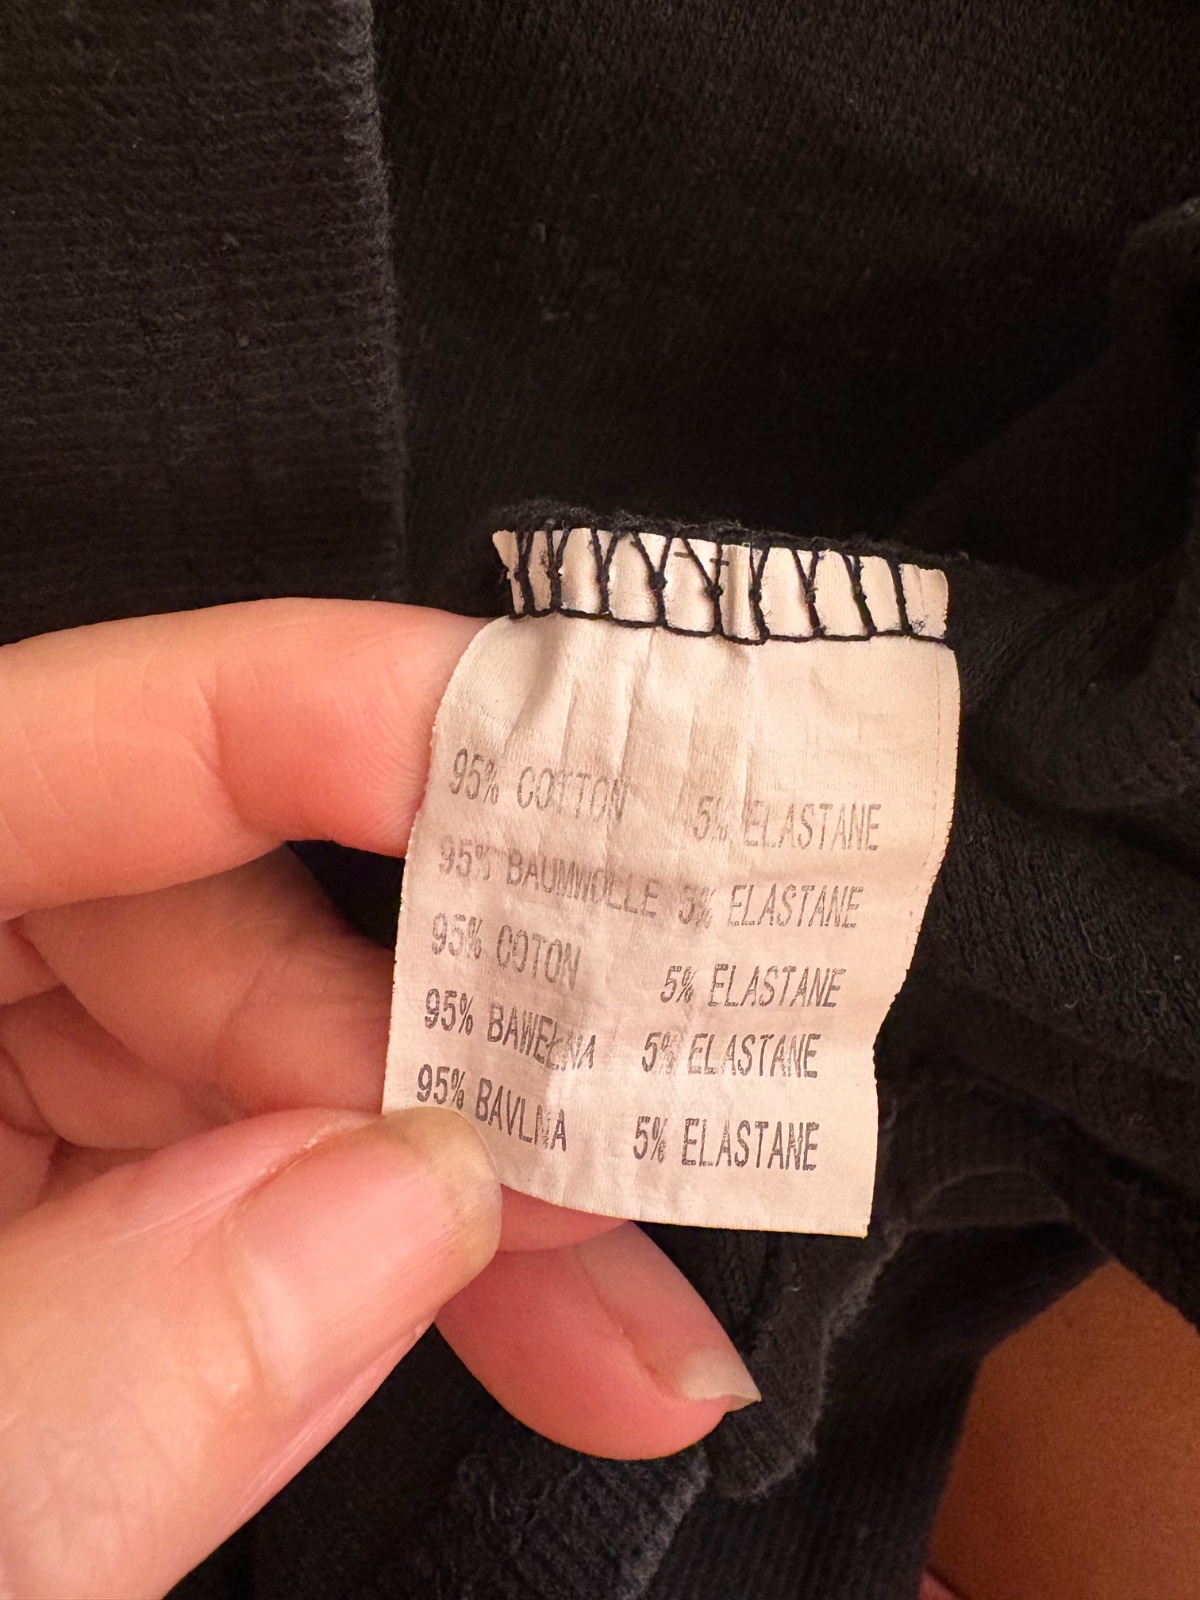 95% COTTON 5% ELASTANE
95% BAUMWOLLE 5% ELASTANE
95% COTON 5% ELASTANE
95% BAWEŁNA 5% ELASTANE
95% BAVLNA 5% ELASTANE